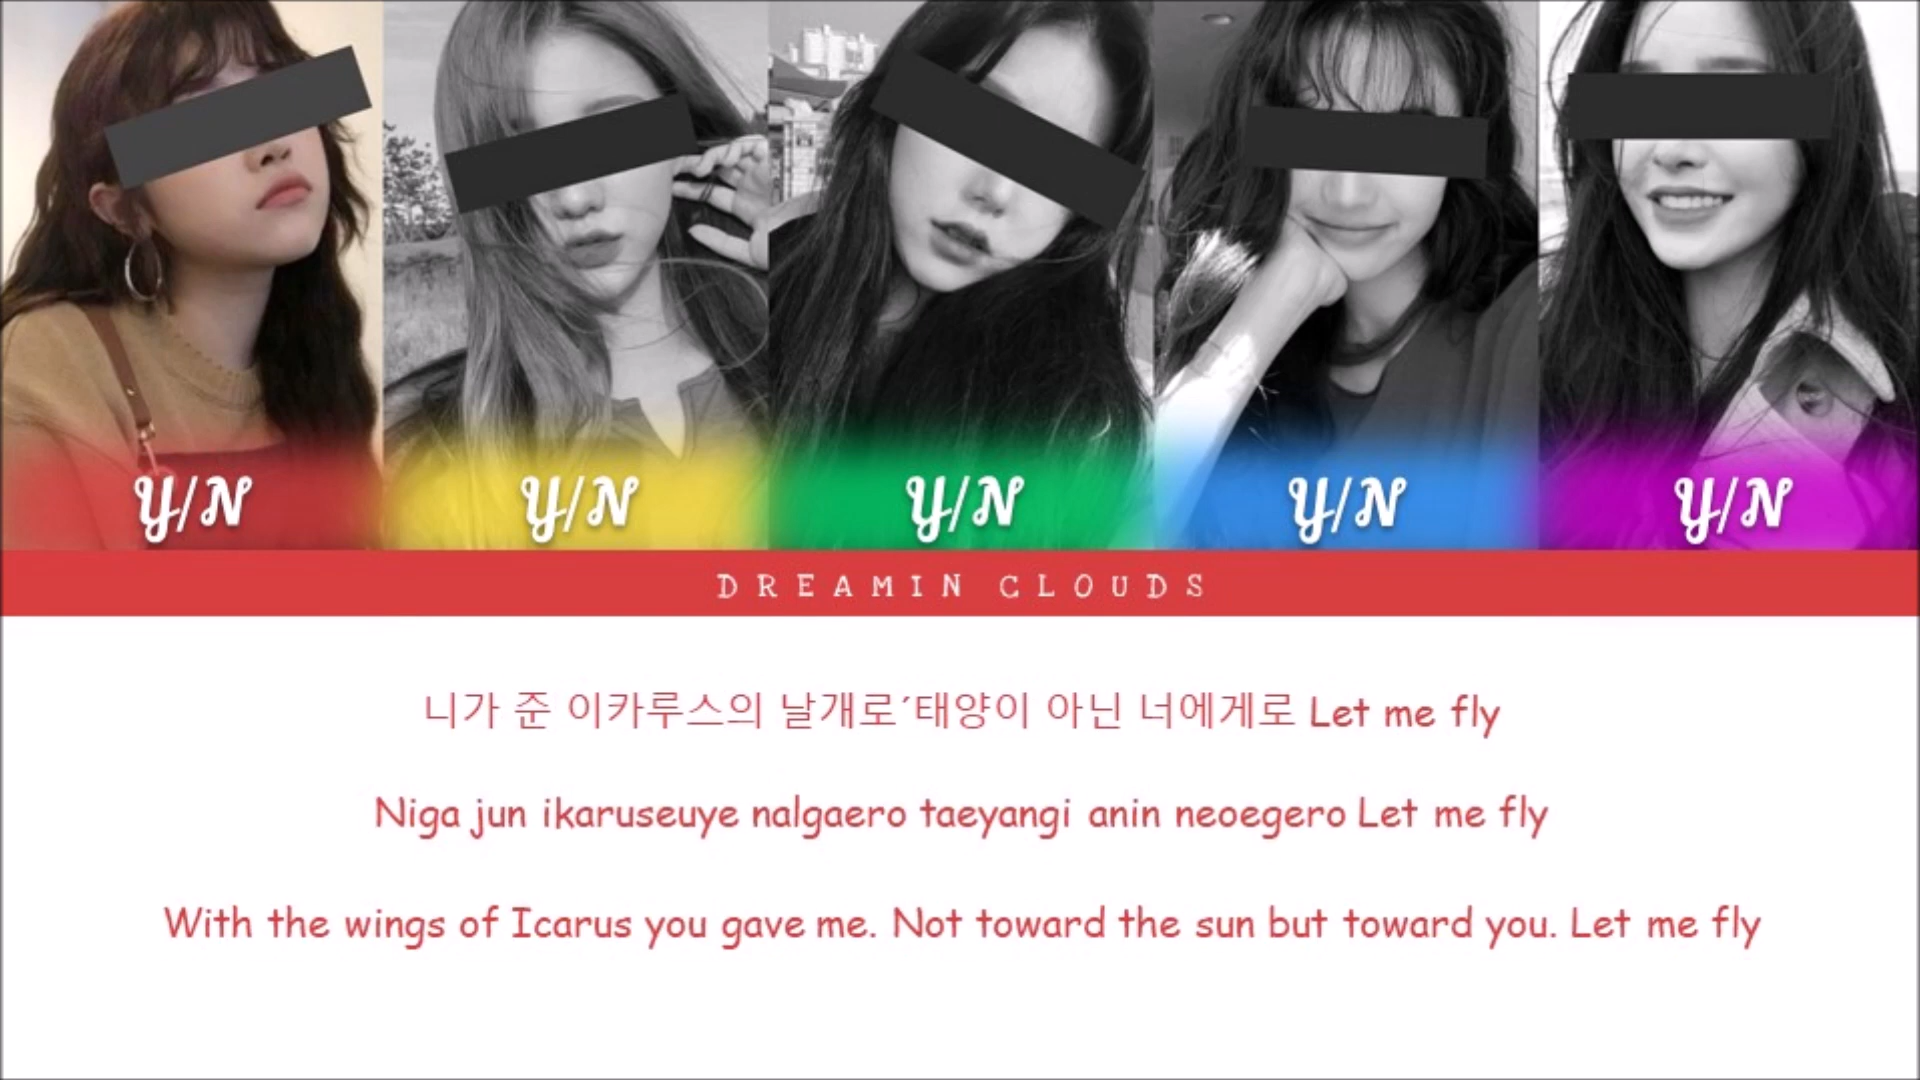 Y/N
Y/N
Y/N
Y/N
Y/N
DREAMIN CLOUDS
니가 준 이카루스의 날개로´태양이 아닌 너에게로 Let me fly
Niga jun ikaruseuye nalgaero taeyangi anin neoegero Let me fly
With the wings of Icarus you gave me. Not toward the sun but toward you. Let me fly